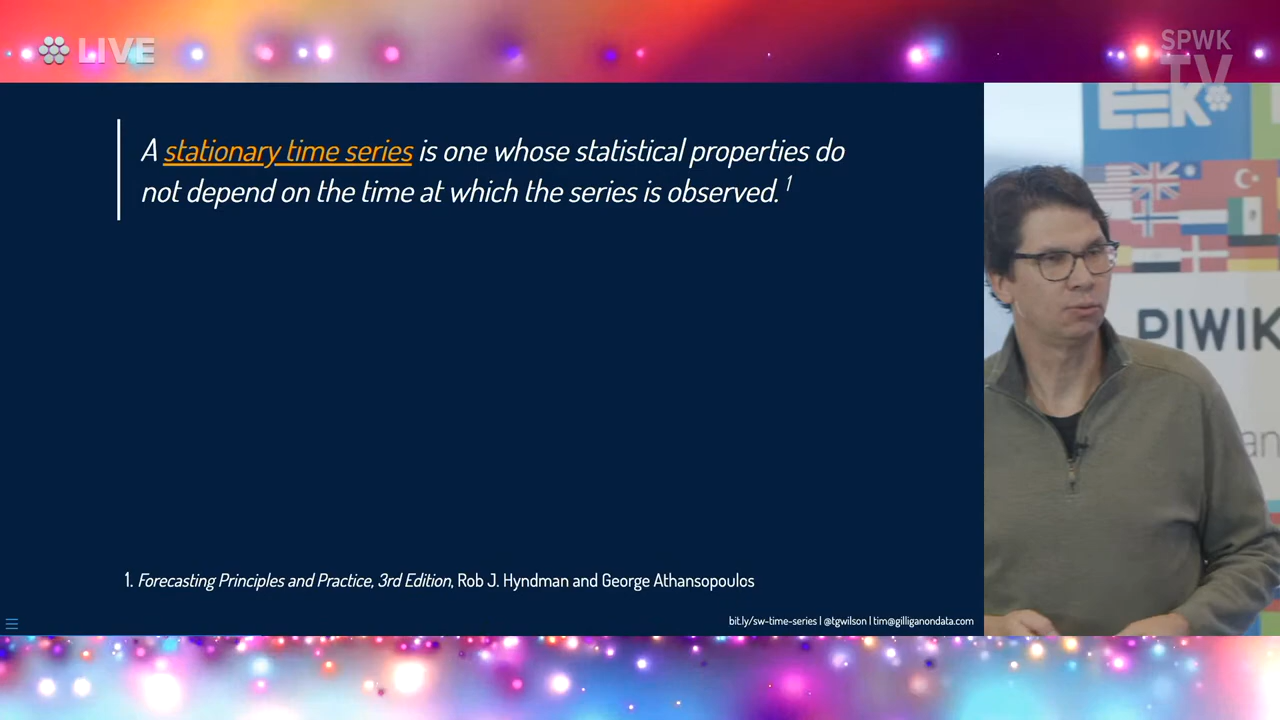 LIVE
SPWK
TV
A stationary time series is one whose statistical properties do
not depend on the time at which the series is observed. 1
PIWIK
an
1. Forecasting Principles and Practice, 3rd Edition, Rob J. Hyndman and George Athansopoulos
bit.ly/sw-time-series | @tgwilson | tim@gilliganondata.com